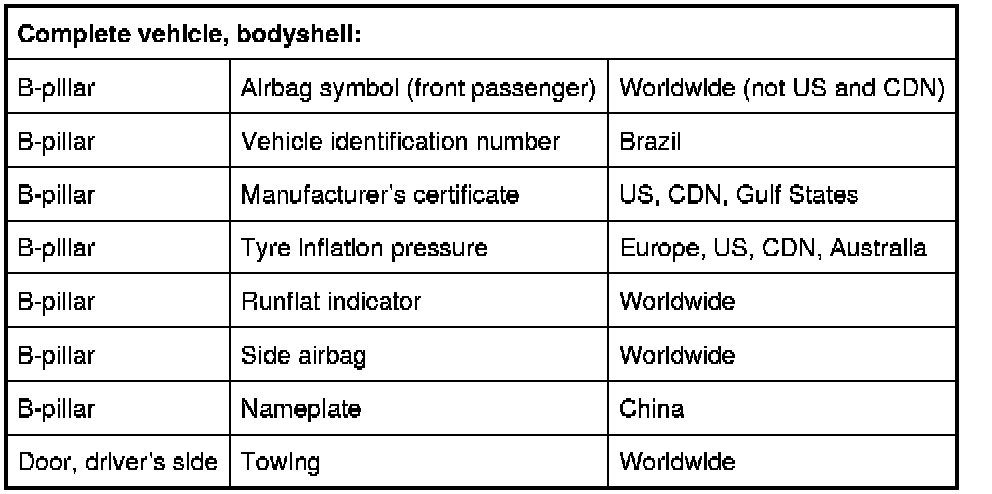 Complete vehicle, bodyshell:
B-pillar Airbag symbol (front passenger) Worldwide (not US and CDN)
B-pillar Vehicle identification number Brazil
B-pillar Manufacturer's certificate US, CDN, Gulf States
B-pillar Tyre inflation pressure Europe, US, CDN, Australia
B-pillar Runflat indicator Worldwide
B-pillar Side airbag Worldwide
B-pillar Nameplate China
Door, driver's side Towing Worldwide